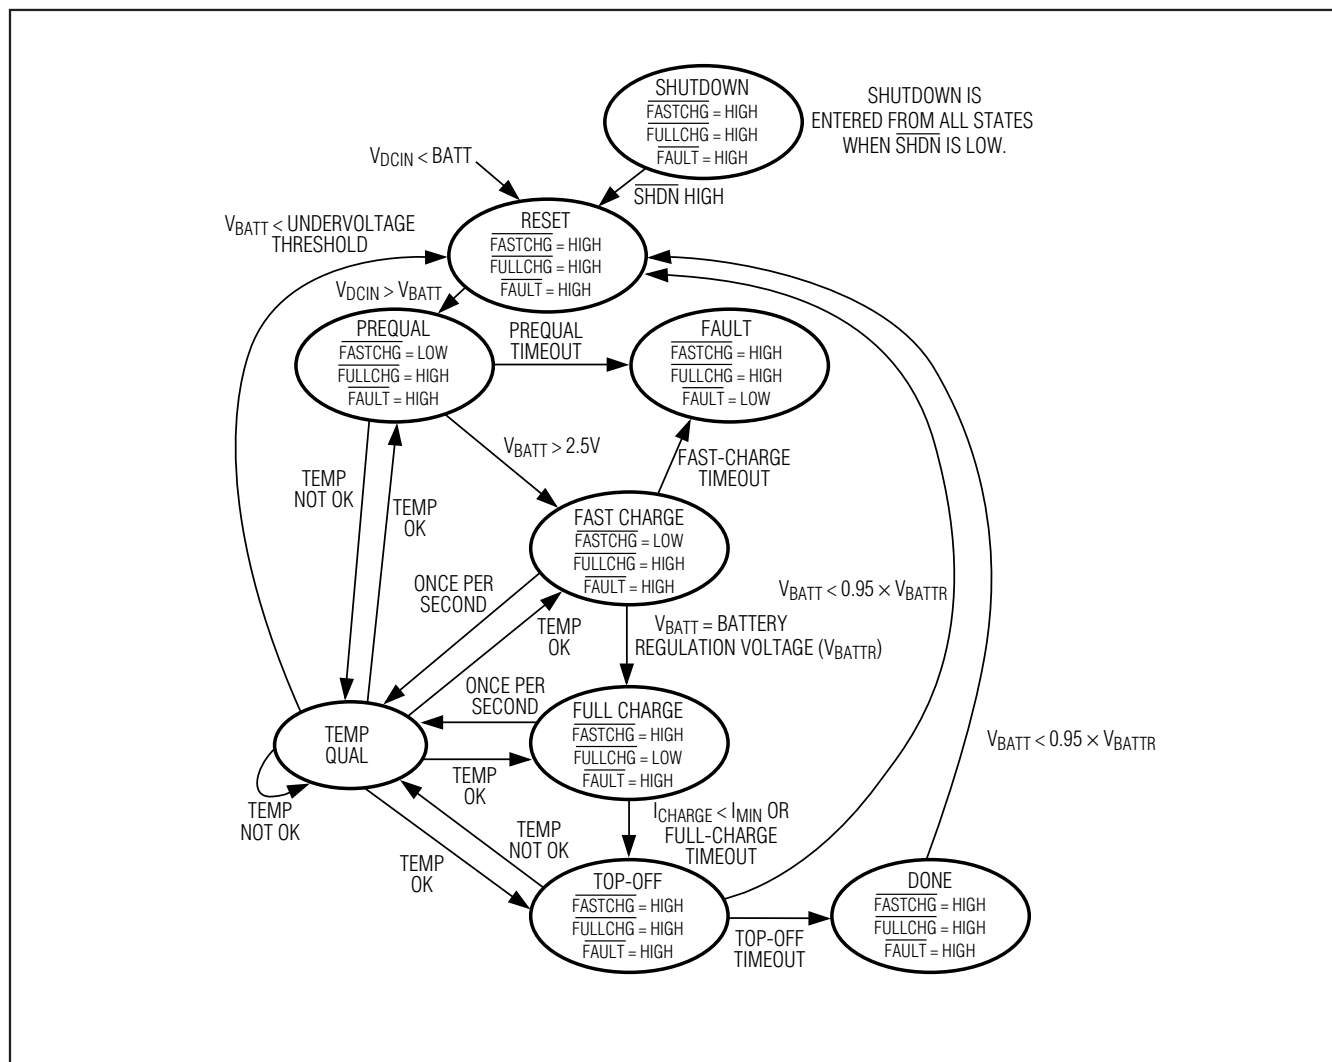 SHUTDOWN
FASTCHG = HIGH
FULLCHG = HIGH
FAULT = HIGH
SHUTDOWN IS
ENTERED FROM ALL STATES
WHEN SHDN IS LOW.
VDCIN < BATT
SHDN HIGH
RESET
FASTCHG = HIGH
FULLCHG = HIGH
FAULT = HIGH
VBATT < UNDERVOLTAGE
THRESHOLD
VDCIN > VBATT
PREQUAL
FASTCHG = LOW
FULLCHG = HIGH
FAULT = HIGH
PREQUAL
TIMEOUT
FAULT
FASTCHG = HIGH
FULLCHG = HIGH
FAULT = LOW
VBATT > 2.5V
FAST-CHARGE
TIMEOUT
TEMP
NOT OK
TEMP
OK
FAST CHARGE
FASTCHG = LOW
FULLCHG = HIGH
FAULT = HIGH
ONCE PER
SECOND
TEMP
OK
VBATT < 0.95 × VBATTR
VBATT = BATTERY
REGULATION VOLTAGE (VBATTR)
ONCE PER
SECOND
FULL CHARGE
FASTCHG = HIGH
FULLCHG = LOW
FAULT = HIGH
TEMP
QUAL
VBATT < 0.95 × VBATTR
TEMP
OK
TEMP
NOT OK
ICHARGE < IMIN OR
FULL-CHARGE
TIMEOUT
TEMP
NOT OK
TEMP
OK
TOP-OFF
FASTCHG = HIGH
FULLCHG = HIGH
FAULT = HIGH
TOP-OFF
TIMEOUT
DONE
FASTCHG = HIGH
FULLCHG = HIGH
FAULT = HIGH